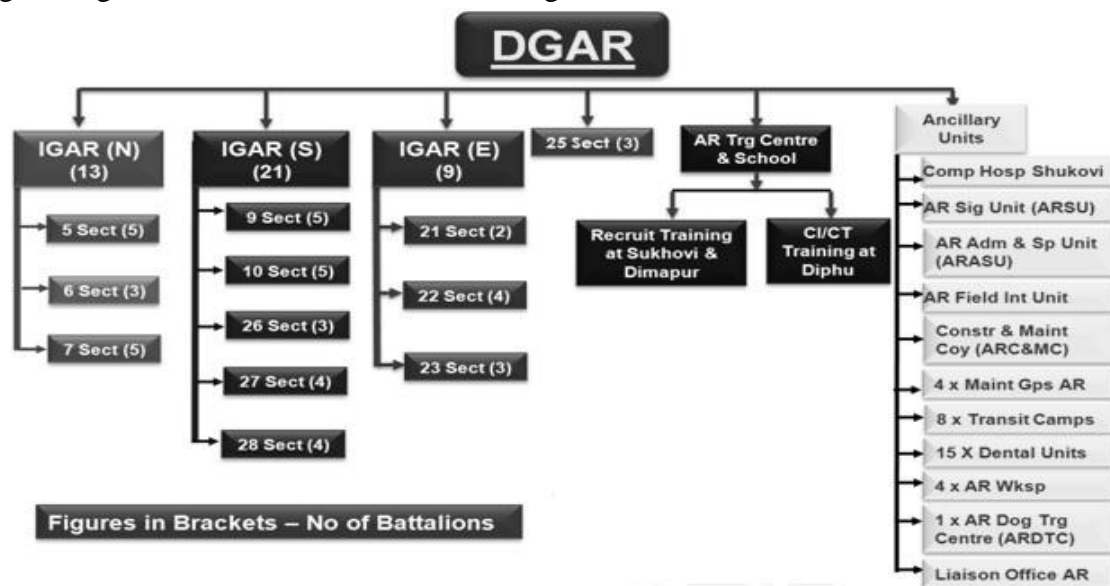 DGAR
IGAR (N)
(13)
5 Sect (5)
6 Sect (3)
7 Sect (5)
IGAR (S)
(21)
9 Sect (5)
10 Sect (5)
26 Sect (3)
27 Sect (4)
28 Sect (4)
IGAR (E)
(9)
21 Sect (2)
22 Sect (4)
23 Sect (3)
25 Sect (3)
AR Trg Centre
& School
Recruit Training
at Sukhovi &
Dimapur
CI/CT
Training at
Diphu
Ancillary
Units
Comp Hosp Shukovi
AR Sig Unit (ARSU)
AR Adm & Sp Unit
(ARASU)
AR Field Int Unit
Constr & Maint
Coy (ARC&MC)
4 x Maint Gps AR
8 x Transit Camps
15 X Dental Units
4 x AR Wksp
1 x AR Dog Trg
Centre (ARDTC)
Liaison Office AR
Figures in Brackets – No of Battalions